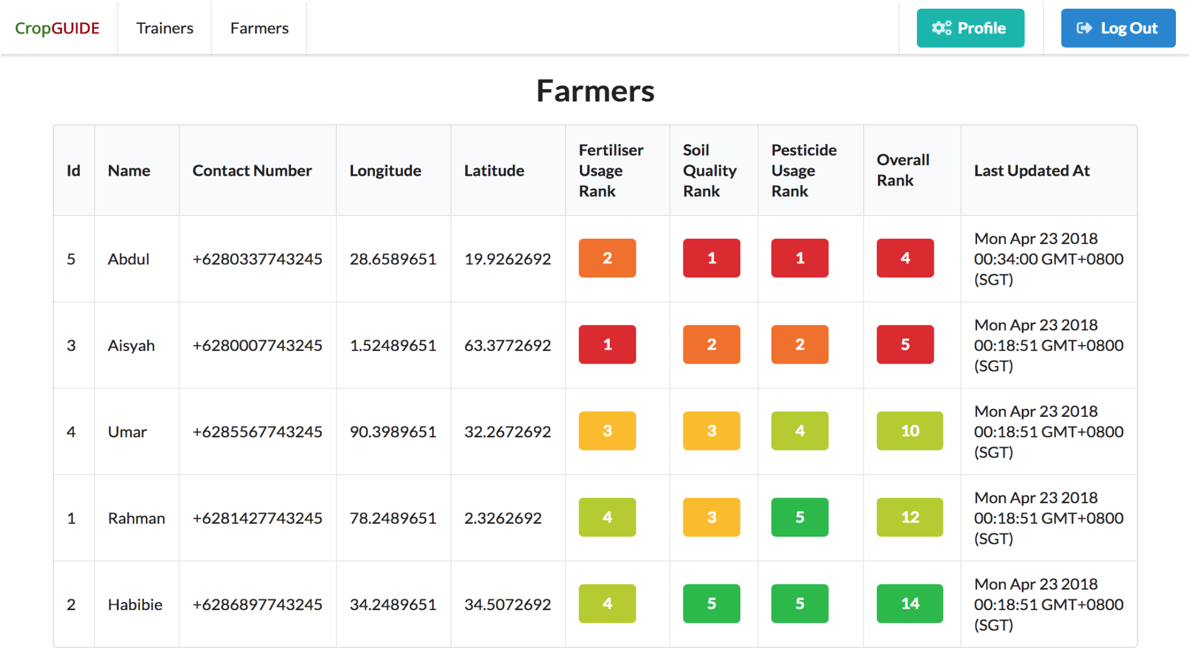 CropGUIDE Trainers Farmers Profile Log Out
Farmers
Id Name Contact Number Longitude Latitude Fertiliser Usage Rank Soil Quality Rank Pesticide Usage Rank Overall Rank Last Updated At
5 Abdul +6280337743245 28.6589651 19.9262692 2 1 1 4 Mon Apr 23 2018 00:34:00 GMT+0800 (SGT)
3 Aisyah +6280007743245 1.52489651 63.3772692 1 2 2 5 Mon Apr 23 2018 00:18:51 GMT+0800 (SGT)
4 Umar +6285567743245 90.3989651 32.2672692 3 3 4 10 Mon Apr 23 2018 00:18:51 GMT+0800 (SGT)
1 Rahman +6281427743245 78.2489651 2.3262692 4 3 5 12 Mon Apr 23 2018 00:18:51 GMT+0800 (SGT)
2 Habibie +6286897743245 34.2489651 34.5072692 4 5 5 14 Mon Apr 23 2018 00:18:51 GMT+0800 (SGT)